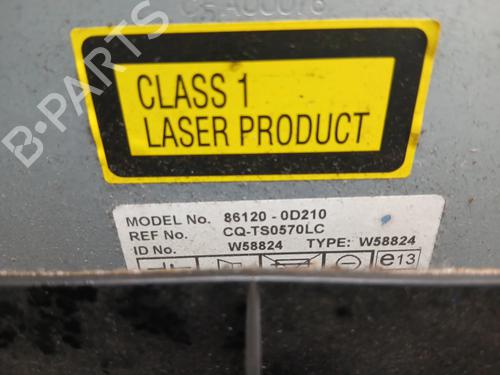 CLASS 1
LASER PRODUCT
MODEL No. 86120 - 0D210
REF No. CQ-TS0570LC
ID No. W58824 TYPE: W58824
e13
B-PARTS